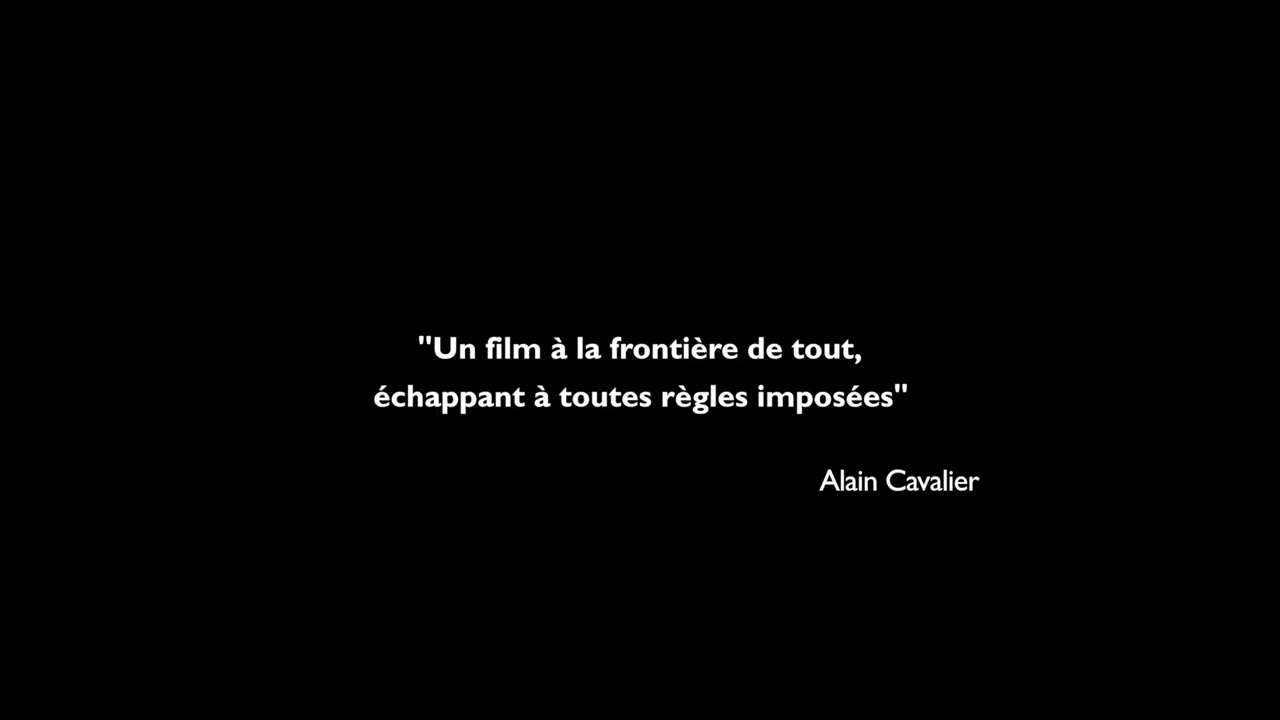 "Un film à la frontière de tout,
échappant à toutes règles imposées"
Alain Cavalier